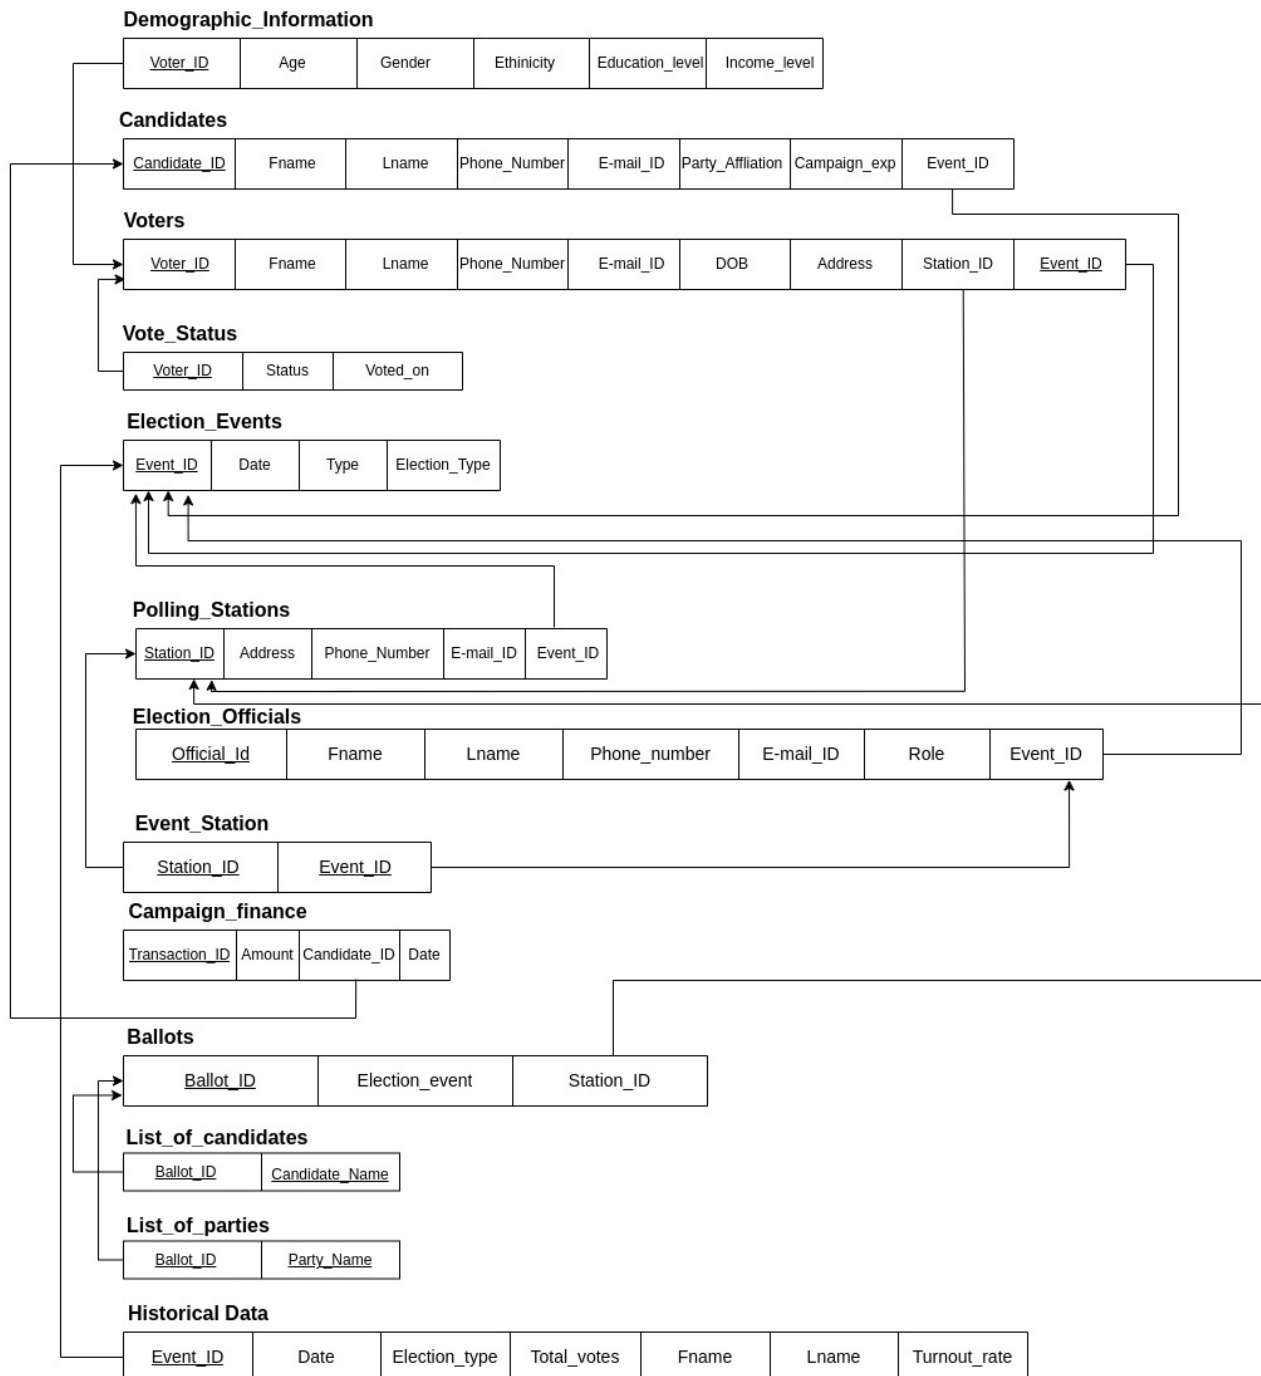 Demographic_Information
Voter_ID Age Gender Ethinicity Education_level Income_level
Candidates
Candidate_ID Fname Lname Phone_Number E-mail_ID Party_Affliation Campaign_exp Event_ID
Voters
Voter_ID Fname Lname Phone_Number E-mail_ID DOB Address Station_ID Event_ID
Vote_Status
Voter_ID Status Voted_on
Election_Events
Event_ID Date Type Election_Type
Polling_Stations
Station_ID Address Phone_Number E-mail_ID Event_ID
Election_Officials
Official_Id Fname Lname Phone_number E-mail_ID Role Event_ID
Event_Station
Station_ID Event_ID
Campaign_finance
Transaction_ID Amount Candidate_ID Date
Ballots
Ballot_ID Election_event Station_ID
List_of_candidates
Ballot_ID Candidate_Name
List_of_parties
Ballot_ID Party_Name
Historical Data
Event_ID Date Election_type Total_votes Fname Lname Turnout_rate